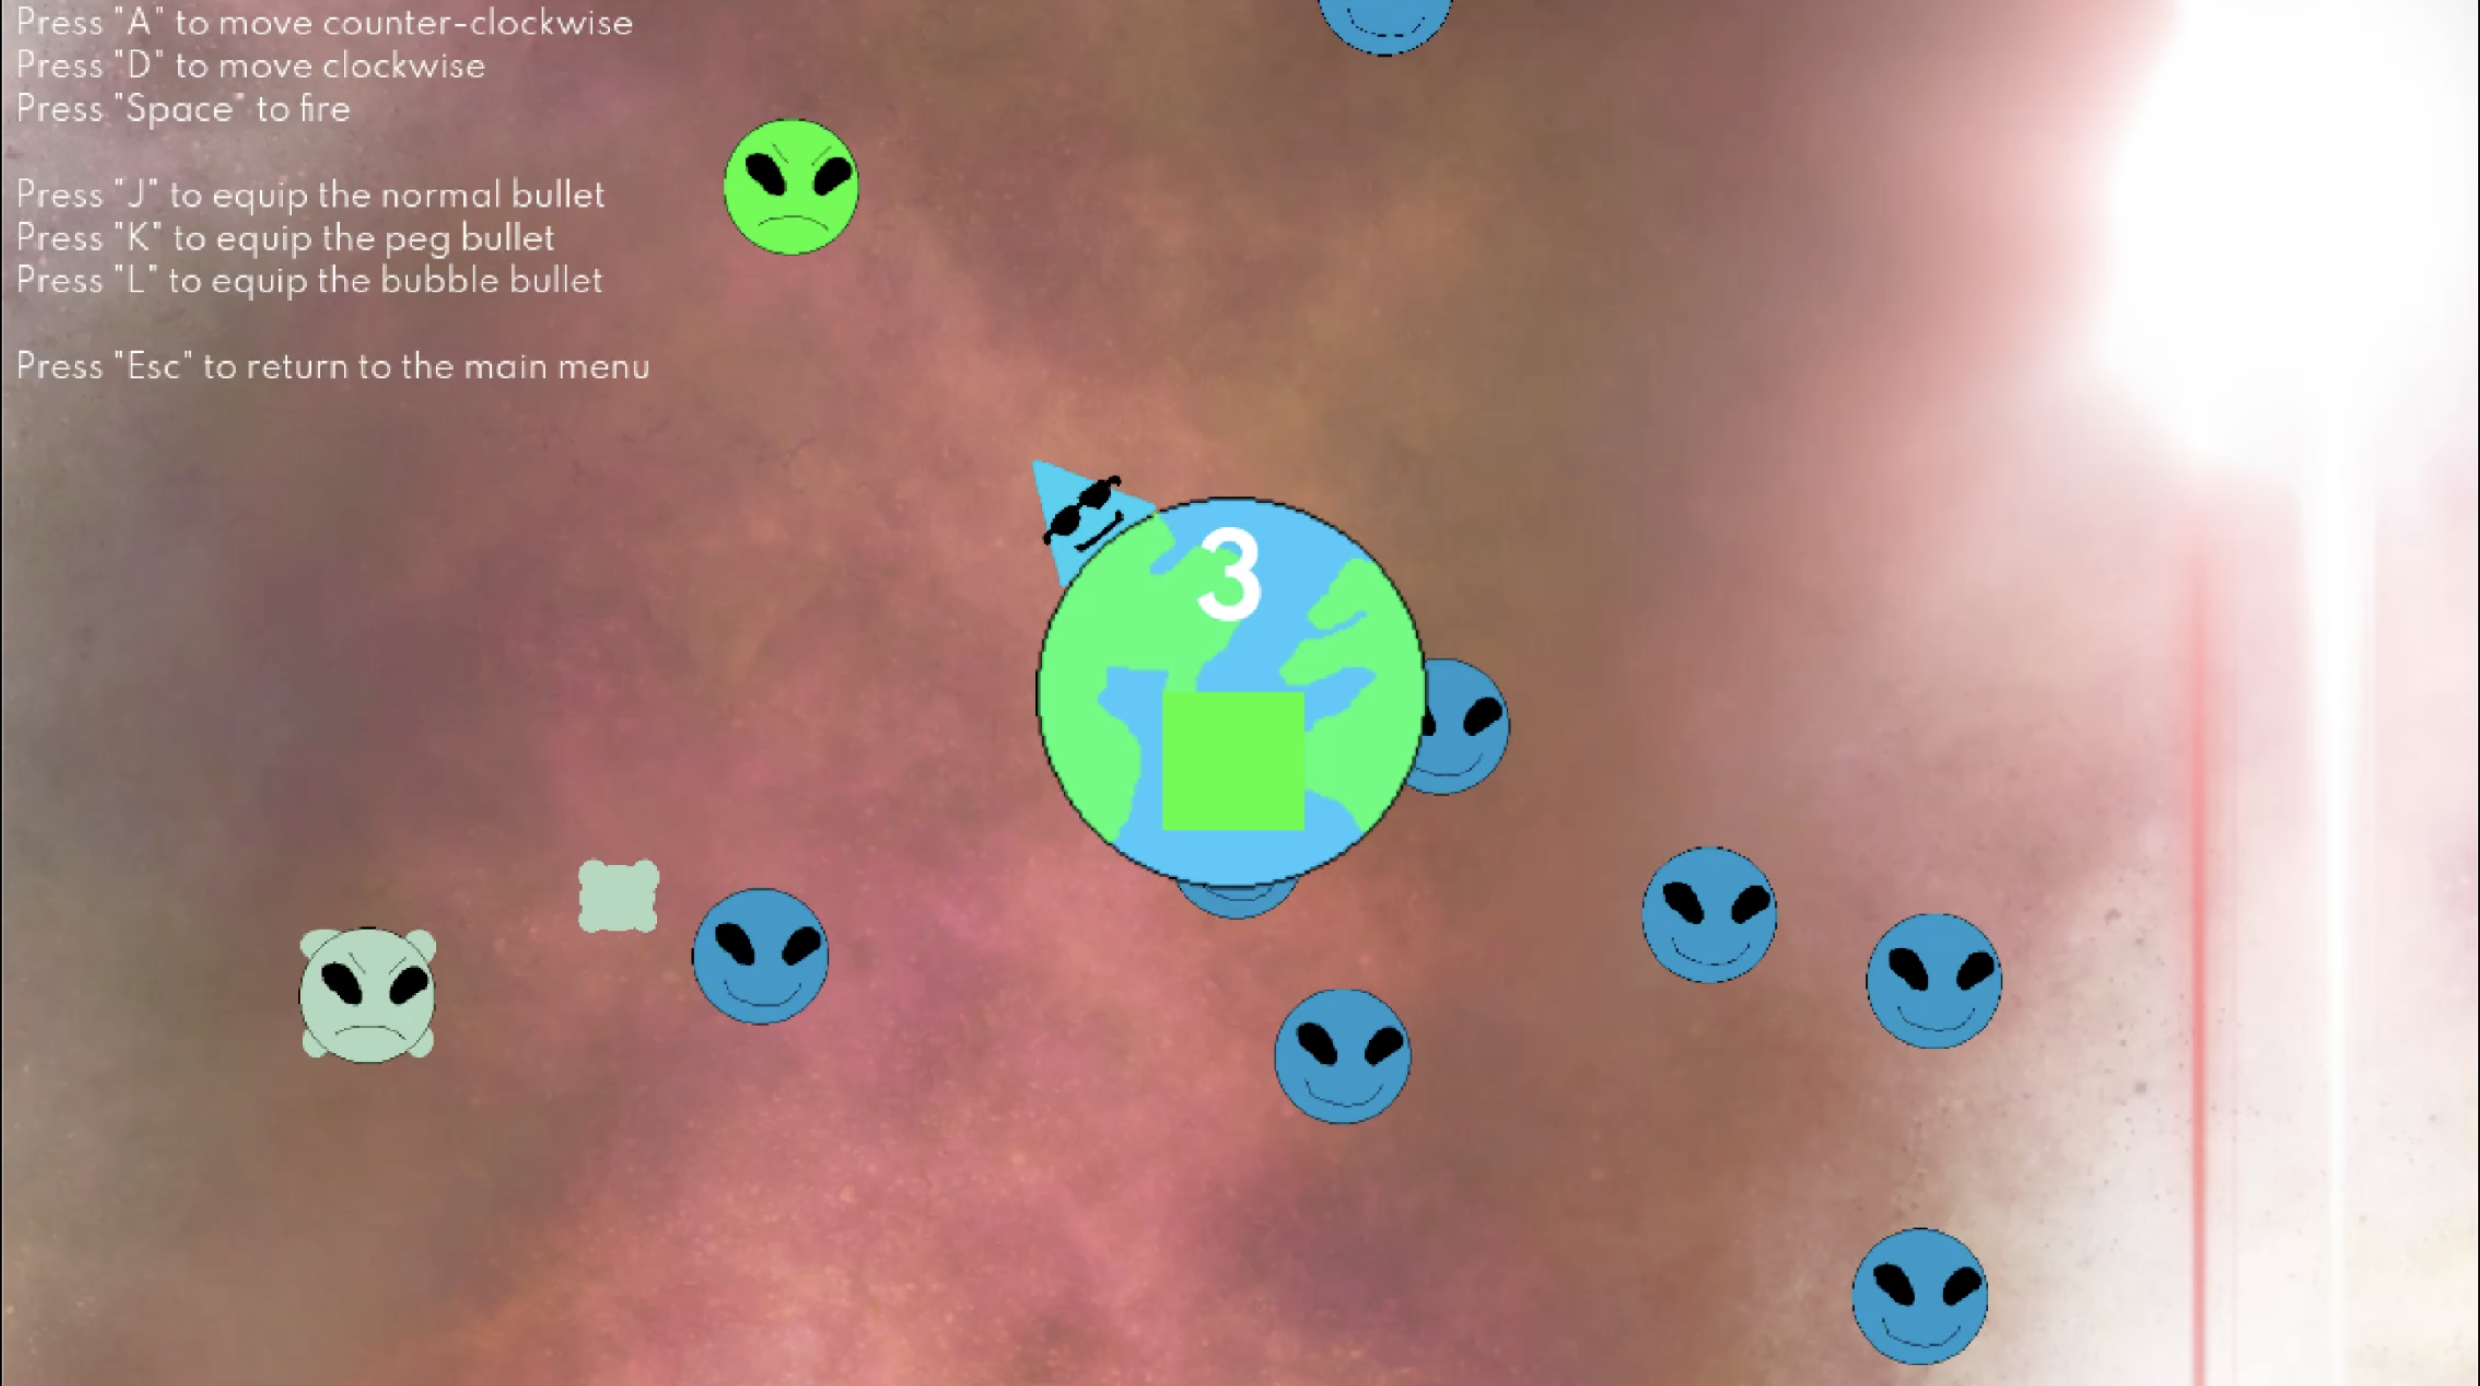 Press "A" to move counter-clockwise
Press "D" to move clockwise
Press "Space" to fire
Press "J" to equip the normal bullet
Press "K" to equip the peg bullet
Press "L" to equip the bubble bullet
Press "Esc" to return to the main menu
3